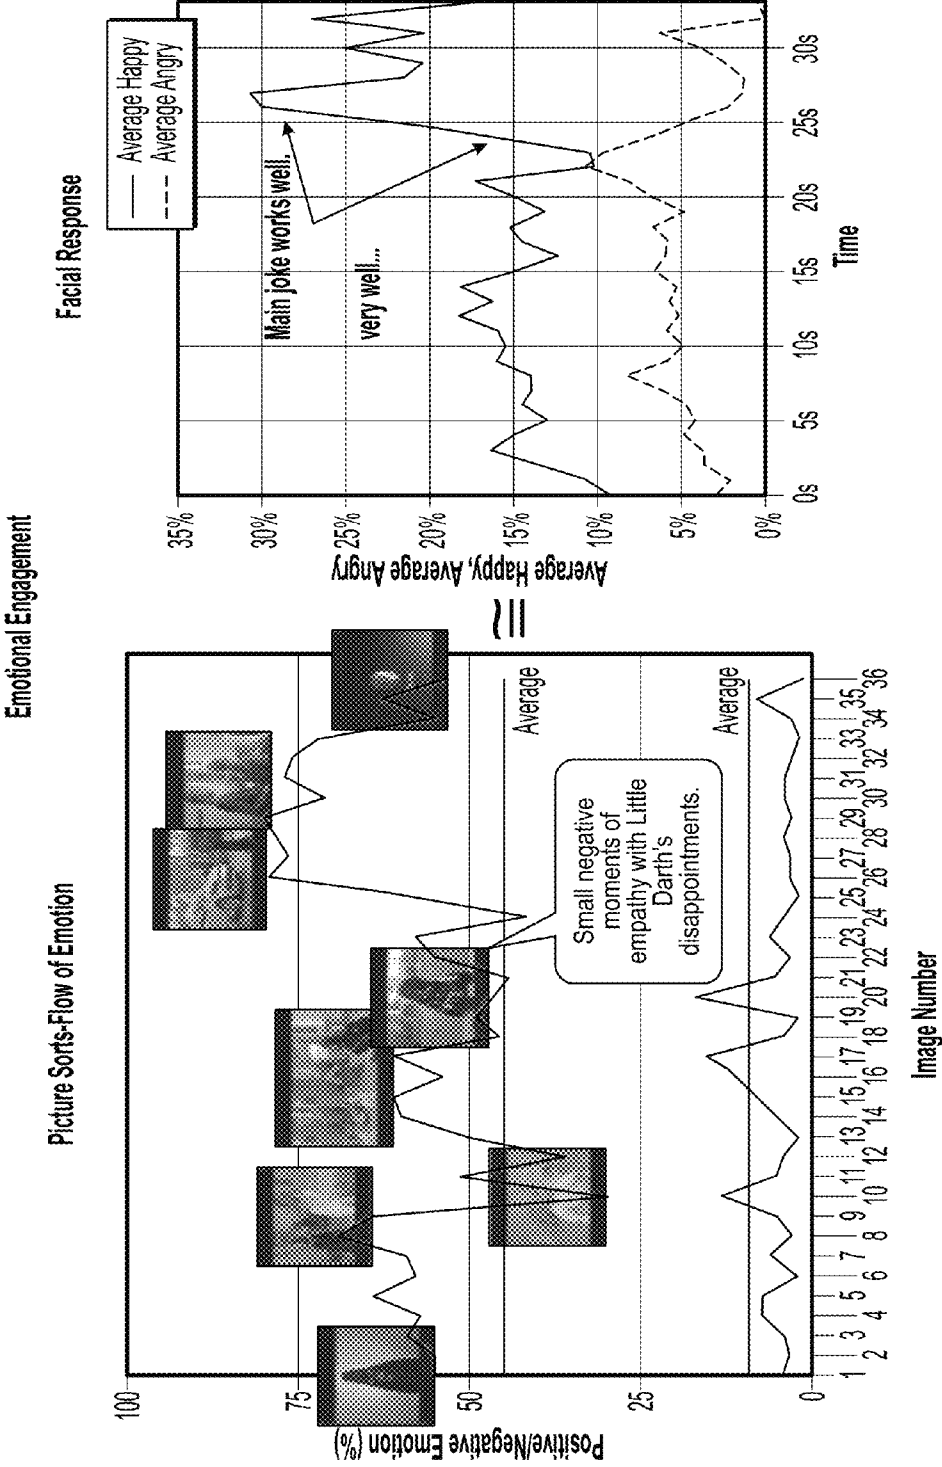 Emotional Engagement
Picture Sorts-Flow of Emotion
Positive/Negative Emotion (%)
100
75
50
25
0
Average
Average
Small negative
moments of
empathy with Little
Darth's
disappointments.
1 2 3 4 5 6 7 8 9 10 11 12 13 14 15 16 17 18 19 20 21 22 23 24 25 26 27 28 29 30 31 32 33 34 35 36
Image Number
≈
Facial Response
Average Happy
Average Angry
Average Happy, Average Angry
35%
30%
25%
20%
15%
10%
5%
0%
Main joke works well.
very well...
0s 5s 10s 15s 20s 25s 30s
Time